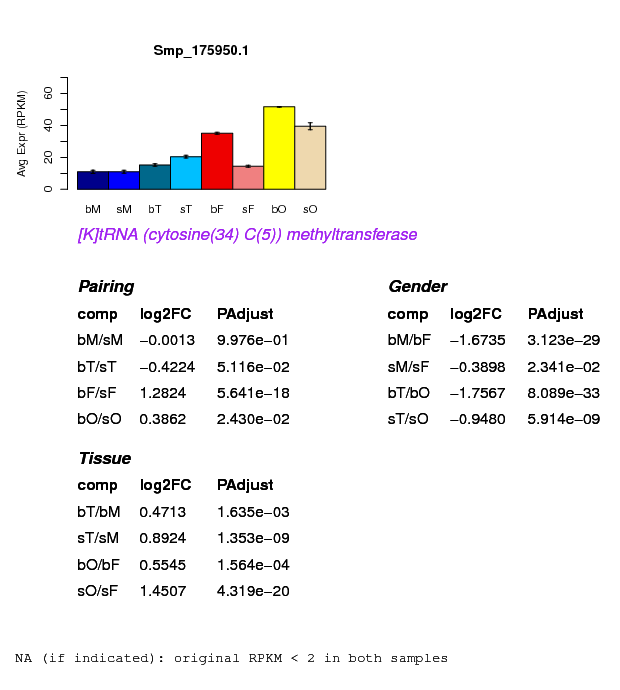 Smp_175950.1
Avg Expr (RPKM)
0 20 40 60
bM sM bT sT bF sF bO sO
[K]tRNA (cytosine(34) C(5)) methyltransferase
Pairing
comp log2FC PAdjust
bM/sM −0.0013 9.976e−01
bT/sT −0.4224 5.116e−02
bF/sF 1.2824 5.641e−18
bO/sO 0.3862 2.430e−02
Gender
comp log2FC PAdjust
bM/bF −1.6735 3.123e−29
sM/sF −0.3898 2.341e−02
bT/bO −1.7567 8.089e−33
sT/sO −0.9480 5.914e−09
Tissue
comp log2FC PAdjust
bT/bM 0.4713 1.635e−03
sT/sM 0.8924 1.353e−09
bO/bF 0.5545 1.564e−04
sO/sF 1.4507 4.319e−20
NA (if indicated): original RPKM < 2 in both samples